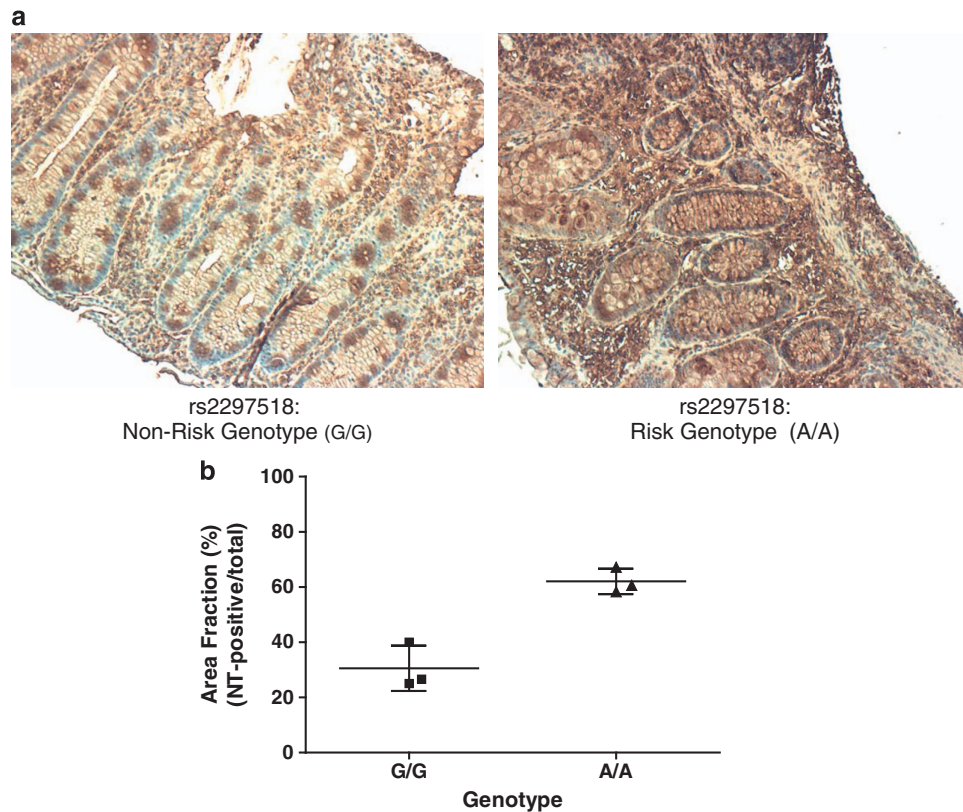 a
rs2297518:
Non-Risk Genotype (G/G)
rs2297518:
Risk Genotype (A/A)
b
100
80
60
40
20
0
Area Fraction (%)
(NT-positive/total)
G/G
A/A
Genotype